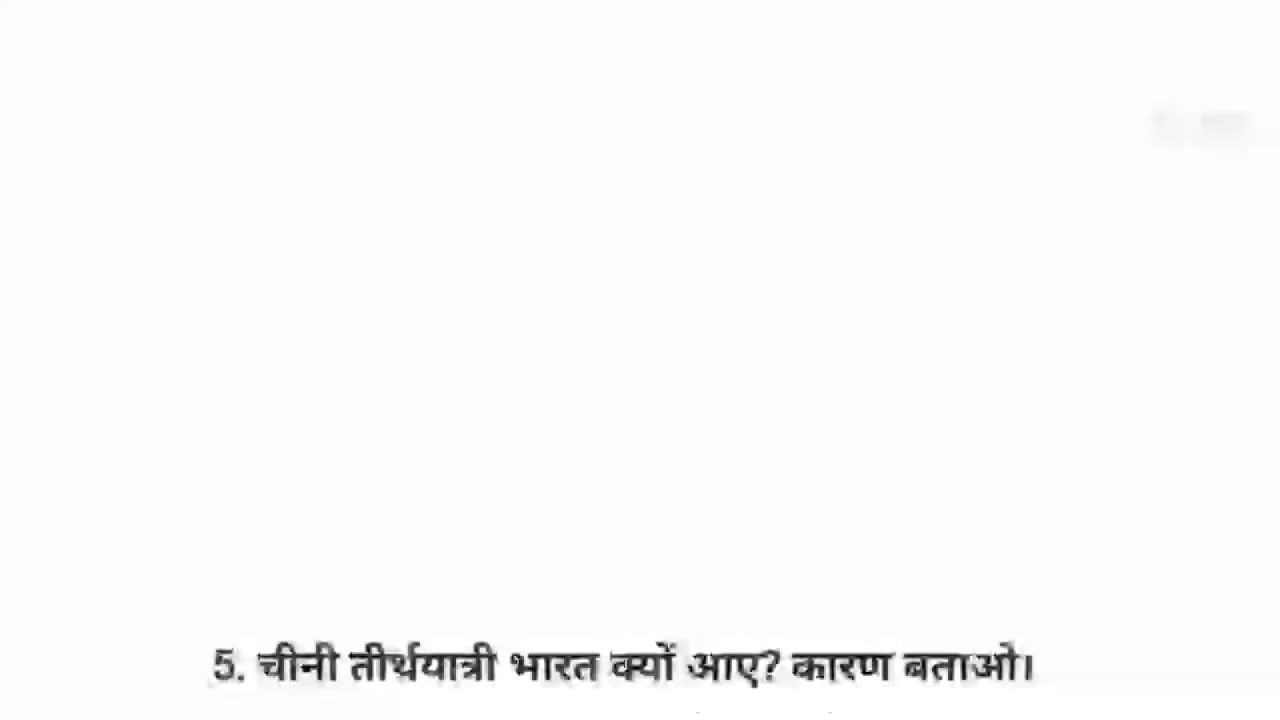 5. चीनी तीर्थयात्री भारत क्यों आए? कारण बताओ।